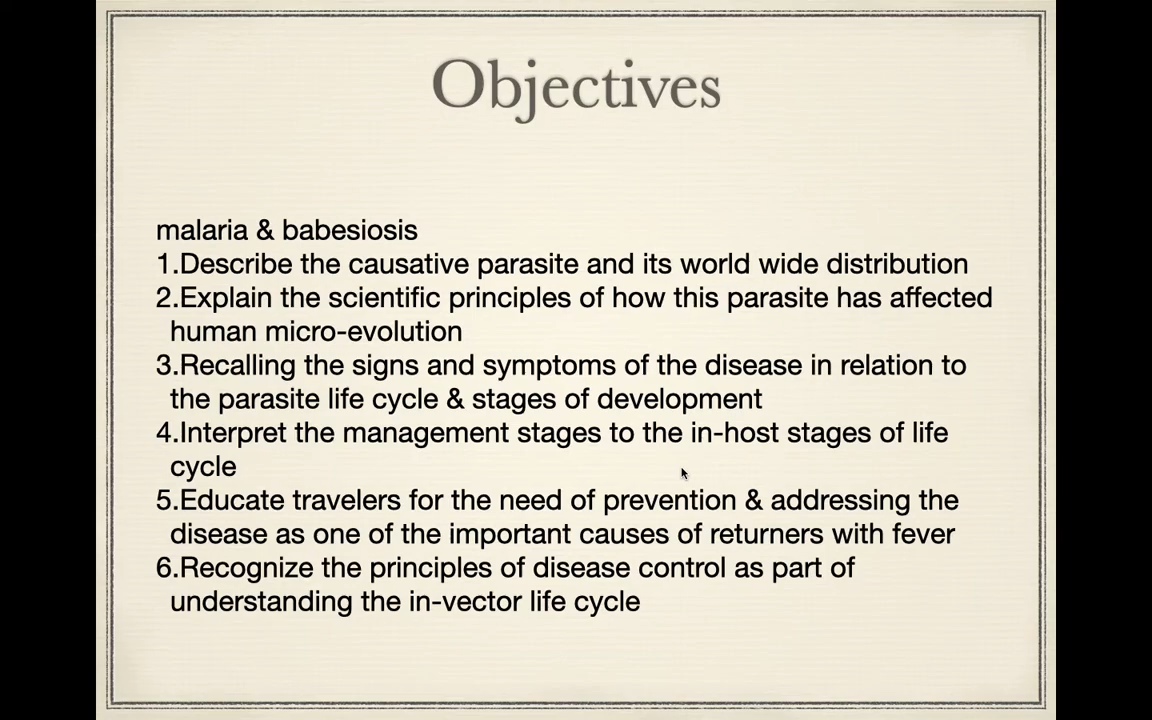 Objectives
malaria & babesiosis
1.Describe the causative parasite and its world wide distribution
2.Explain the scientific principles of how this parasite has affected
human micro-evolution
3.Recalling the signs and symptoms of the disease in relation to
the parasite life cycle & stages of development
4.Interpret the management stages to the in-host stages of life
cycle
5.Educate travelers for the need of prevention & addressing the
disease as one of the important causes of returners with fever
6.Recognize the principles of disease control as part of
understanding the in-vector life cycle